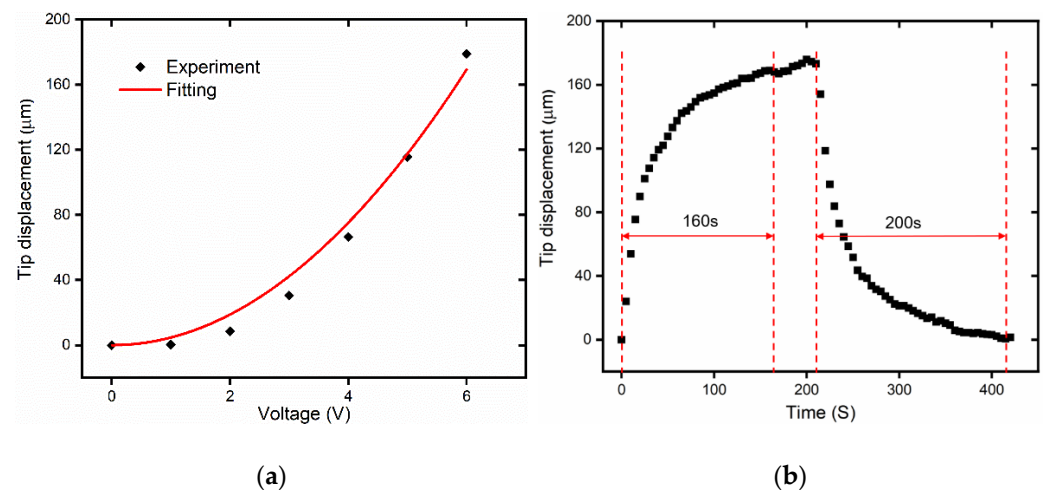 200
160
120
80
40
0
Tip displacement (μm)
Experiment
Fitting
0
2
4
6
Voltage (V)
(a)
200
160
120
80
40
0
Tip displacement (μm)
160s
200s
0
100
200
300
400
Time (S)
(b)